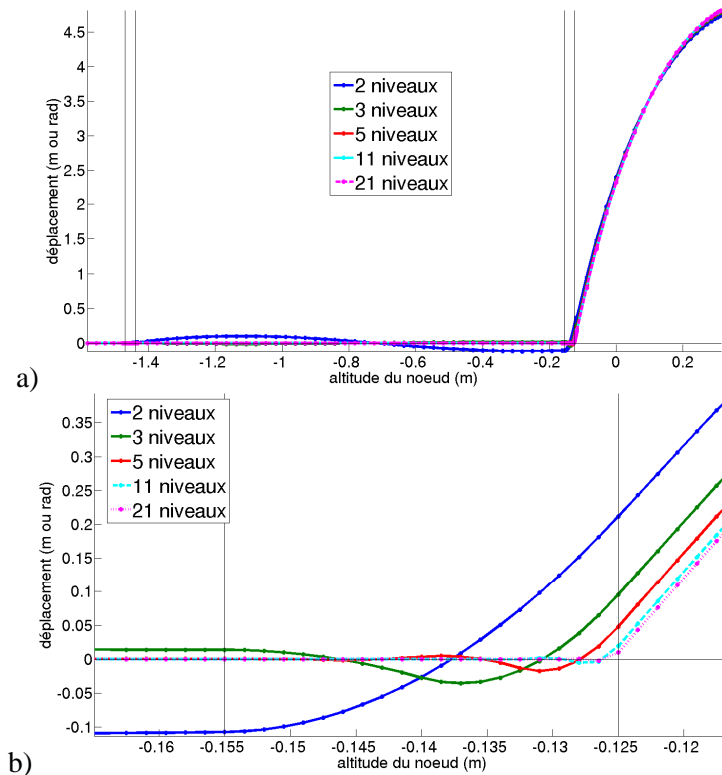 4.5
4
3.5
3
2.5
2
1.5
1
0.5
0
déplacement (m ou rad)
2 niveaux
3 niveaux
5 niveaux
11 niveaux
21 niveaux
-1.4 -1.2 -1 -0.8 -0.6 -0.4 -0.2 0 0.2
altitude du noeud (m)
a)
0.35
0.3
0.25
0.2
0.15
0.1
0.05
0
-0.05
-0.1
déplacement (m ou rad)
2 niveaux
3 niveaux
5 niveaux
11 niveaux
21 niveaux
-0.16 -0.155 -0.15 -0.145 -0.14 -0.135 -0.13 -0.125 -0.12
altitude du noeud (m)
b)